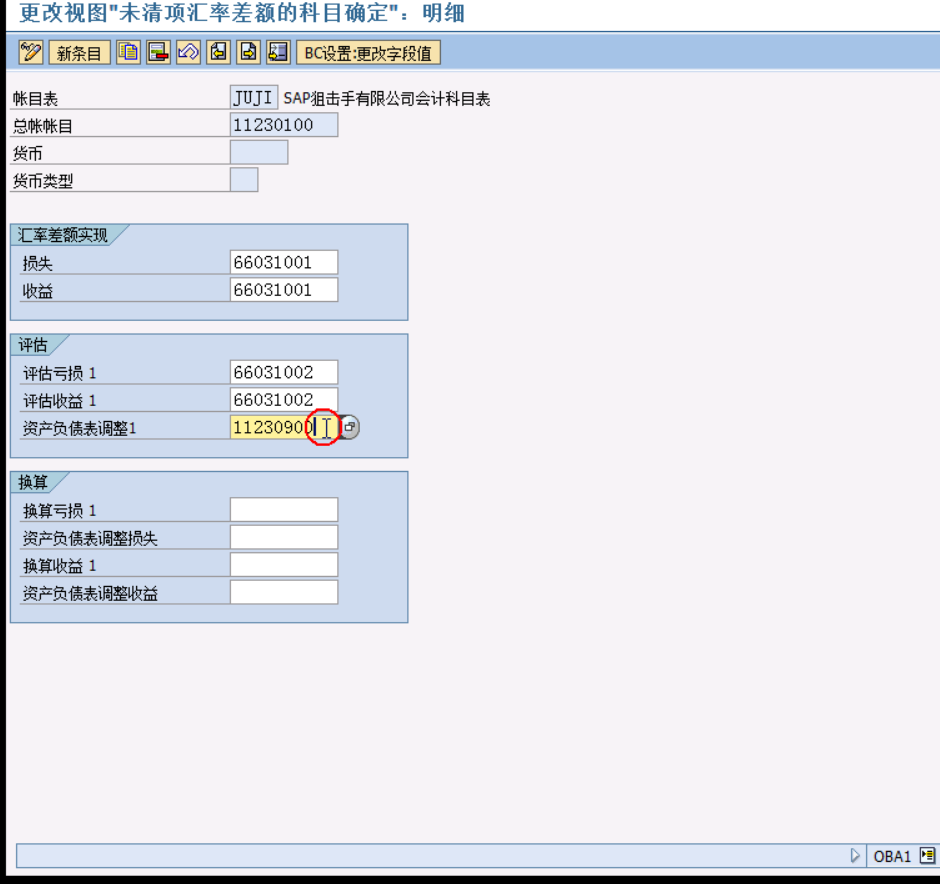 更改视图"未清项汇率差额的科目确定": 明细
新条目 BC设置:更改字段值
帐目表 JUJI SAP狙击手有限公司会计科目表
总帐帐目 11230100
货币
货币类型
汇率差额实现
损失 66031001
收益 66031001
评估
评估亏损 1 66031002
评估收益 1 66031002
资产负债表调整1 11230900
换算
换算亏损 1
资产负债表调整损失
换算收益 1
资产负债表调整收益
OBA1